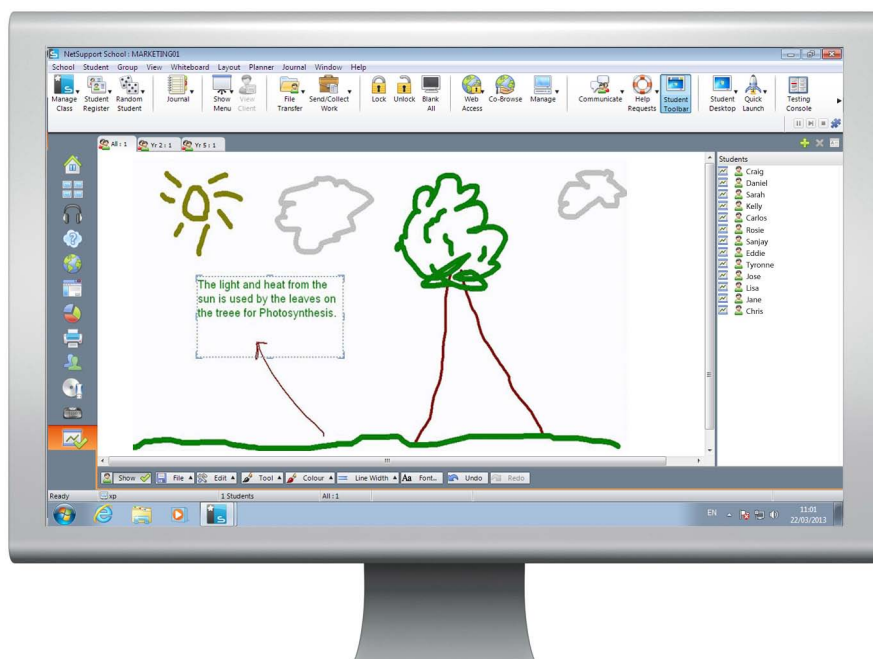 NetSupport School : MARKETING01
School Student Group View Whiteboard Layout Planner Journal Window Help
Manage Class
Student Register
Random Student
Journal
Show Menu
View Client
File Transfer
Send/Collect Work
Lock
Unlock
Blank All
Web Access
Co-Browse
Manage
Communicate
Help Requests
Student Toolbar
Student Desktop
Quick Launch
Testing Console
All : 1
Yr 2 : 1
Yr 5 : 1
The light and heat from the
sun is used by the leaves on
the treee for Photosynthesis.
Students
Craig
Daniel
Sarah
Kelly
Carlos
Rosie
Sanjay
Eddie
Tyronne
Jose
Lisa
Jane
Chris
Show File Edit Tool Colour Line Width Aa Font... Undo Redo
Ready xp 1 Students All : 1
EN
11:01
22/03/2013